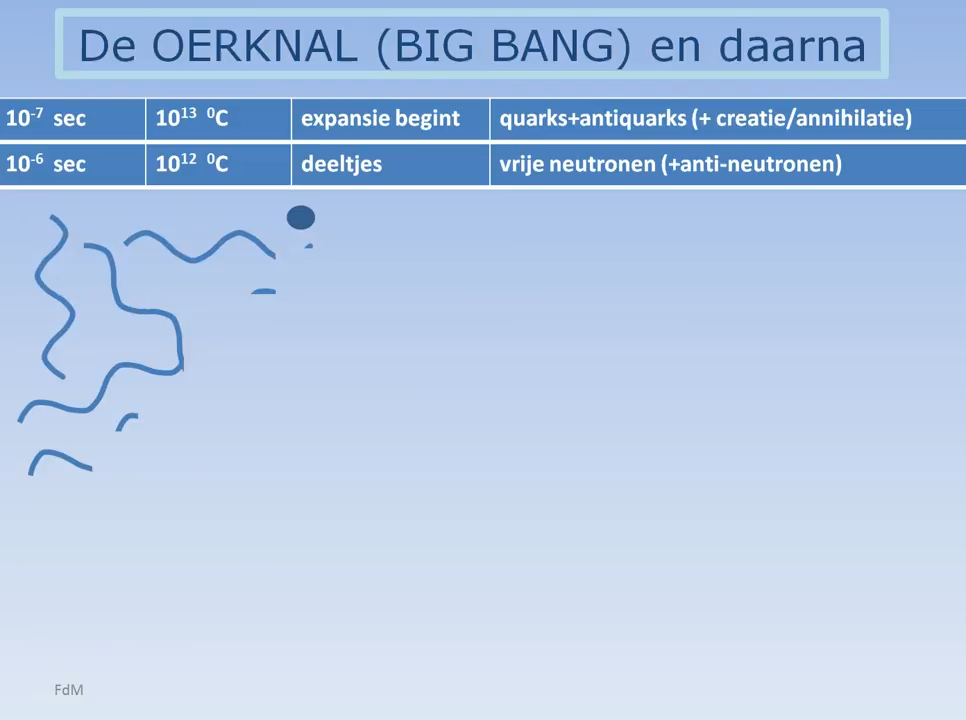 De OERKNAL (BIG BANG) en daarna
10⁻⁷ sec 10¹³ ⁰C expansie begint quarks+antiquarks (+ creatie/annihilatie)
10⁻⁶ sec 10¹² ⁰C deeltjes vrije neutronen (+anti-neutronen)
FdM